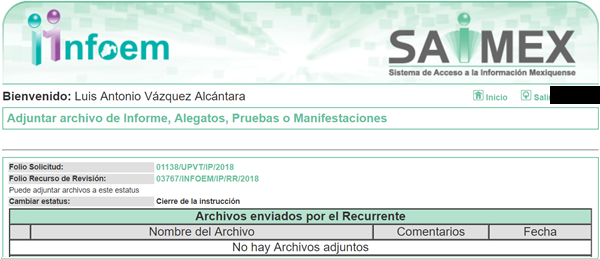 infoem
SAIMEX
Sistema de Acceso a la Información Mexiquense
Bienvenido: Luis Antonio Vázquez Alcántara
Inicio
Adjuntar archivo de Informe, Alegatos, Pruebas o Manifestaciones
Folio Solicitud: 01138/UPVT/IP/2018
Folio Recurso de Revisión: 03767/INFOEM/IP/RR/2018
Puede adjuntar archivos a este estatus
Cambiar estatus: Cierre de la instrucción
Archivos enviados por el Recurrente
Nombre del Archivo Comentarios Fecha
No hay Archivos adjuntos